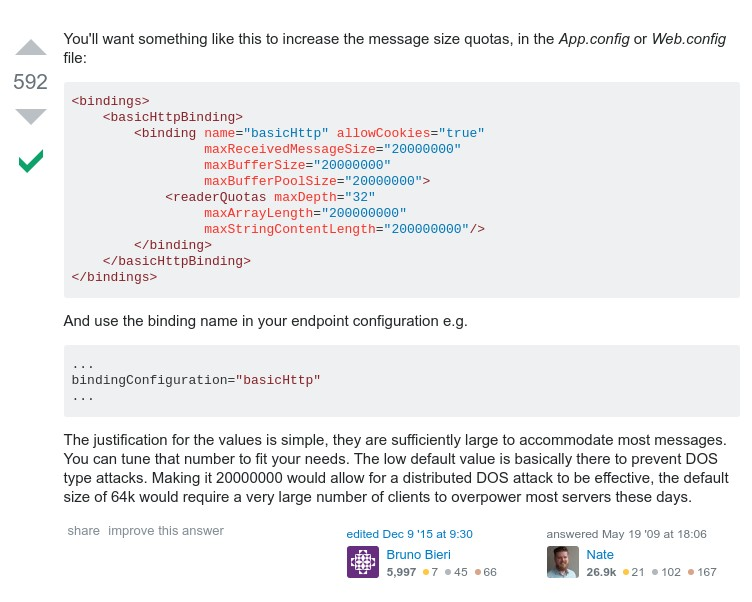 You'll want something like this to increase the message size quotas, in the App.config or Web.config
file:
592
<bindings>
    <basicHttpBinding>
        <binding name="basicHttp" allowCookies="true"
                 maxReceivedMessageSize="20000000"
                 maxBufferSize="20000000"
                 maxBufferPoolSize="20000000">
            <readerQuotas maxDepth="32"
                 maxArrayLength="200000000"
                 maxStringContentLength="200000000"/>
        </binding>
    </basicHttpBinding>
</bindings>
And use the binding name in your endpoint configuration e.g.
...
bindingConfiguration="basicHttp"
...
The justification for the values is simple, they are sufficiently large to accommodate most messages.
You can tune that number to fit your needs. The low default value is basically there to prevent DOS
type attacks. Making it 20000000 would allow for a distributed DOS attack to be effective, the default
size of 64k would require a very large number of clients to overpower most servers these days.
share improve this answer
edited Dec 9 '15 at 9:30
Bruno Bieri
5,997 ●7 ●45 ●66
answered May 19 '09 at 18:06
Nate
26.9k ●21 ●102 ●167